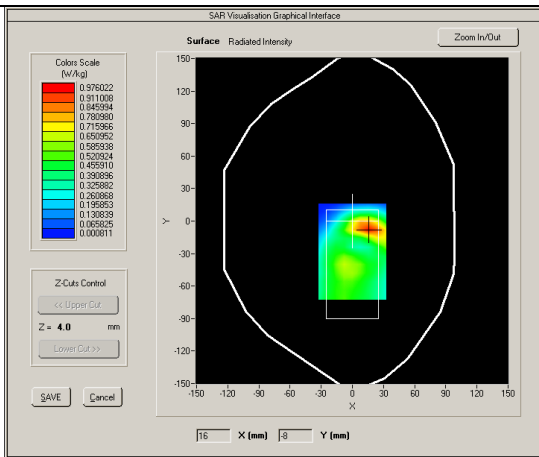 SAR Visualisation Graphical Interface
Surface Radiated Intensity
Zoom In/Out
Colors Scale
(W/kg)
0.976022
0.911008
0.845994
0.780980
0.715966
0.650952
0.585938
0.520924
0.455910
0.390896
0.325882
0.260868
0.195853
0.130839
0.065825
0.000811
Z-Cuts Control
<< Upper Cut
Z = 4.0 mm
Lower Cut >>
SAVE Cancel
150-
120-
90-
60-
30-
0-
-30-
-60-
-90-
-120-
-150-
Y
-150 -120 -90 -60 -30 0 30 60 90 120 150
X
16 X (mm) -8 Y (mm)